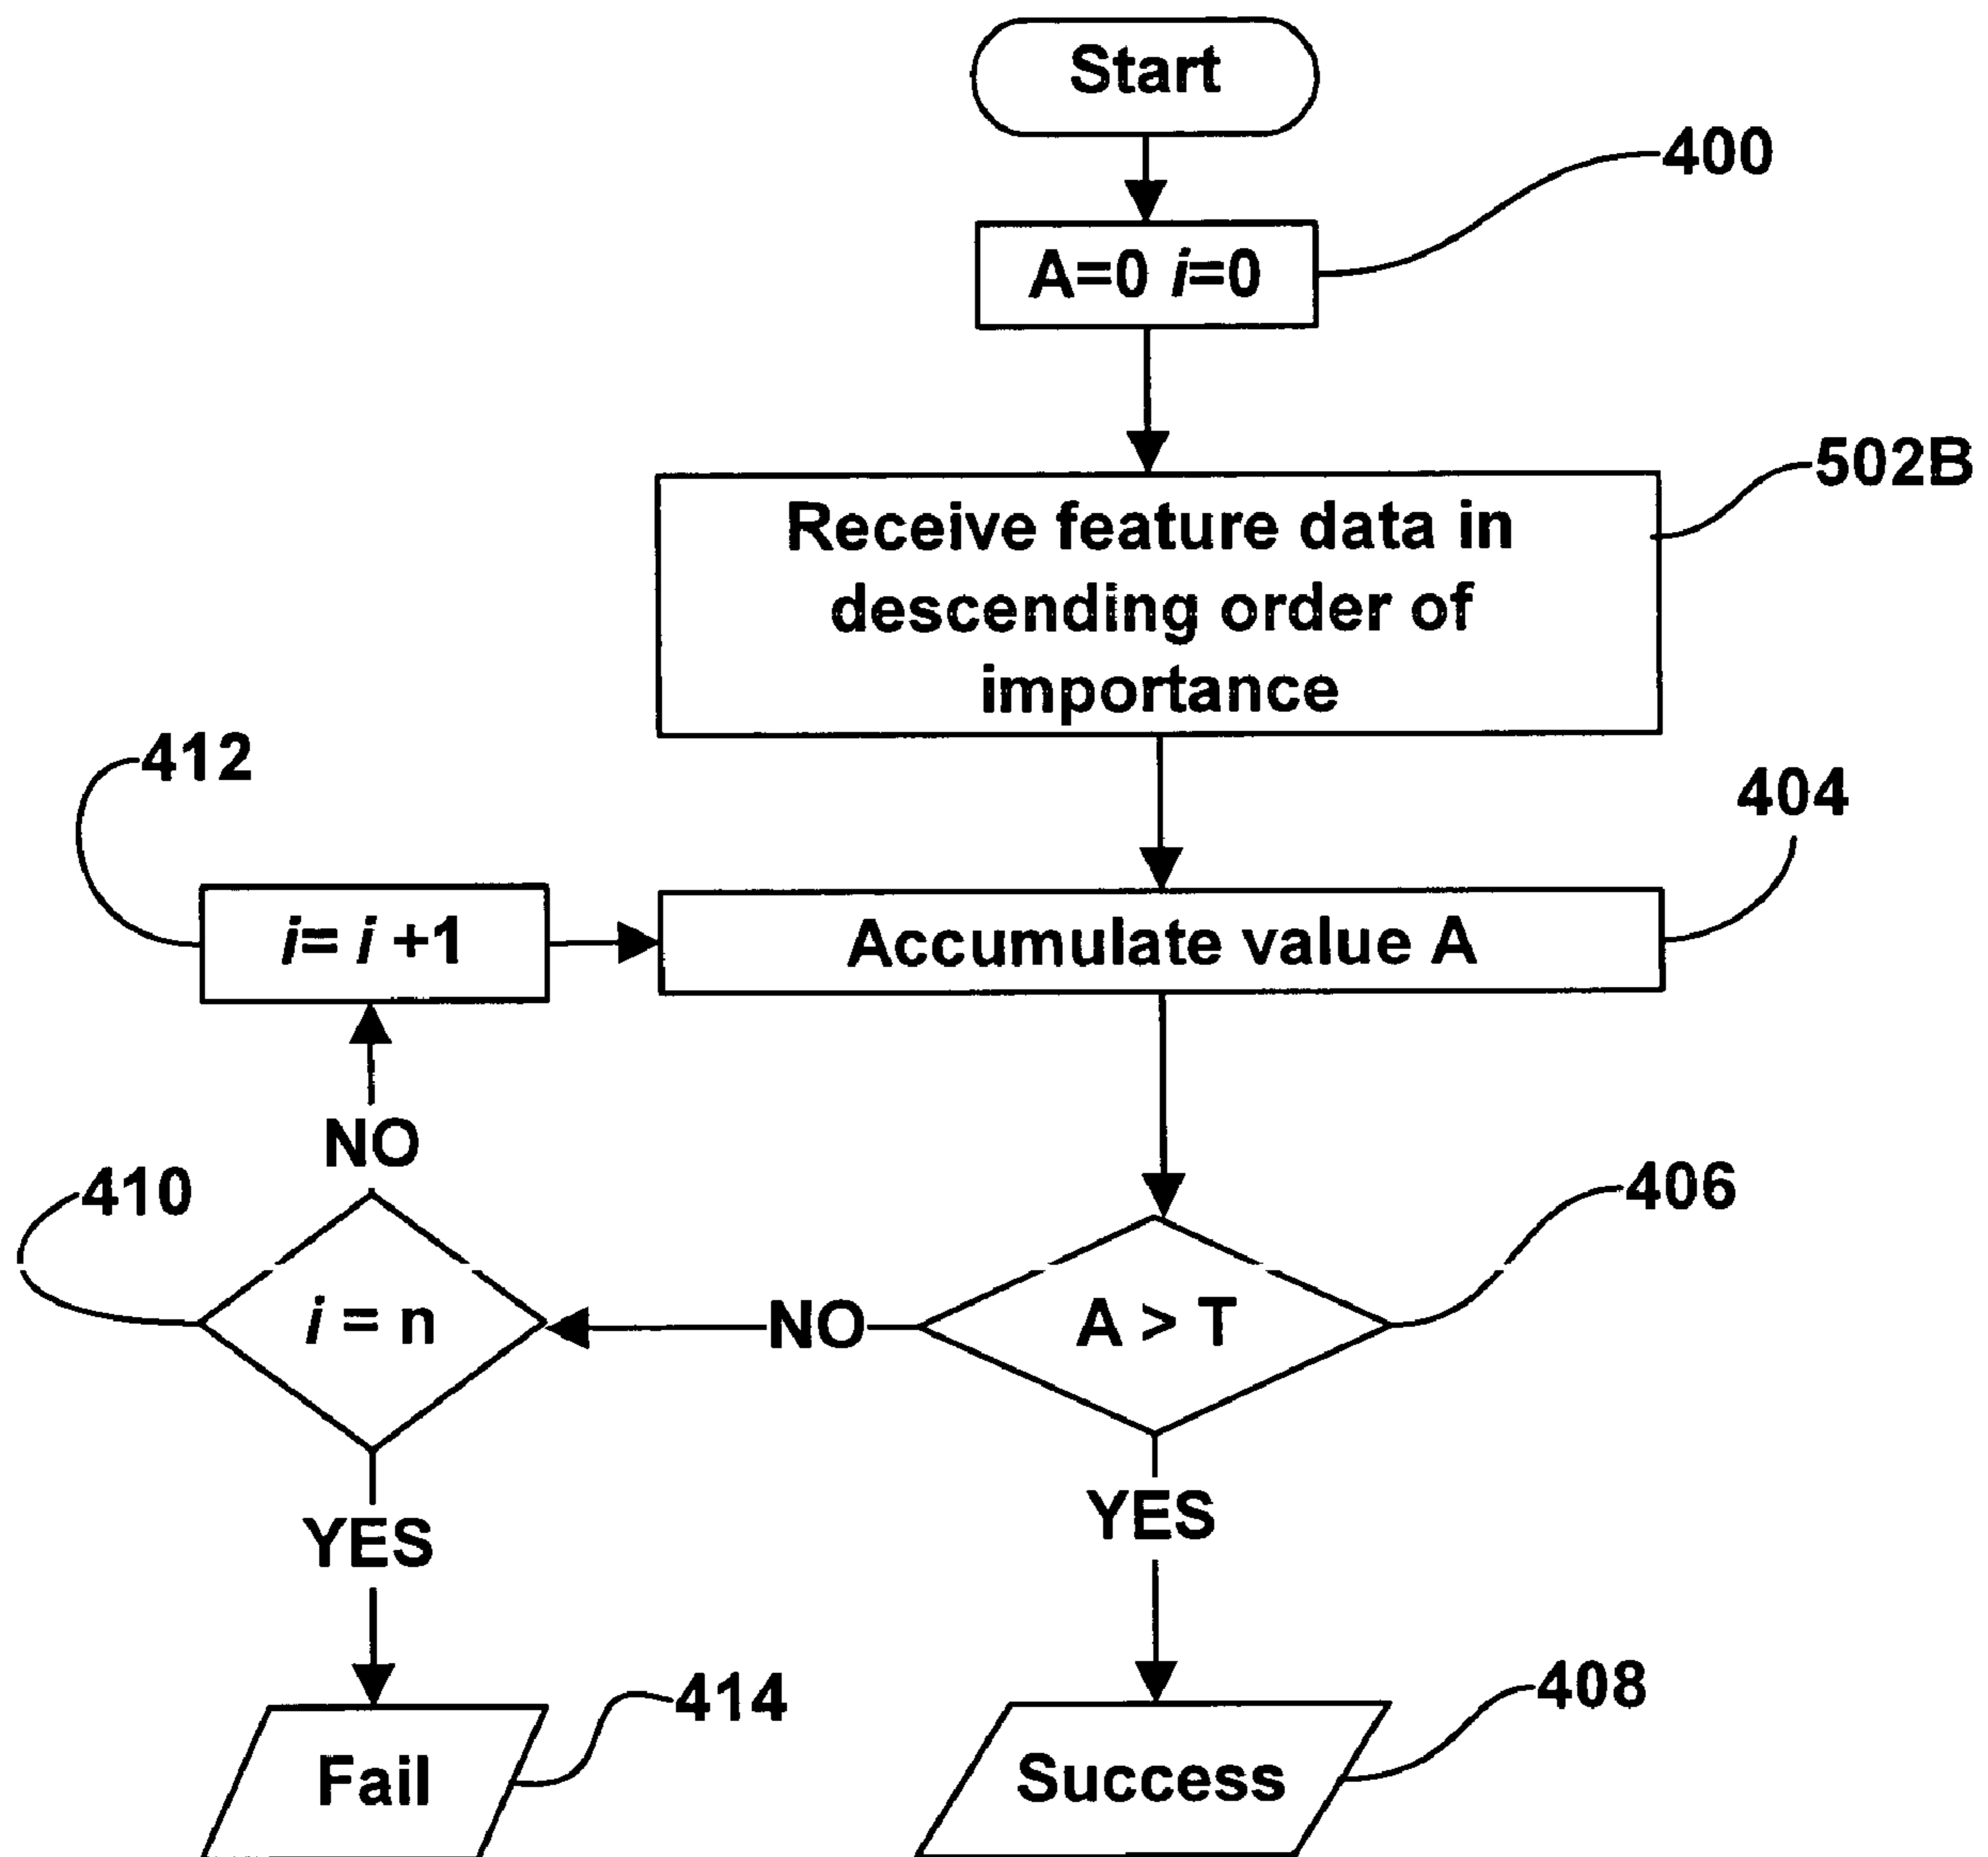 Start
400
A=0 i=0
502B
Receive feature data in
descending order of
importance
412
404
i= i +1
Accumulate value A
NO
410
406
i = n
NO
A > T
YES
YES
414
408
Fail
Success